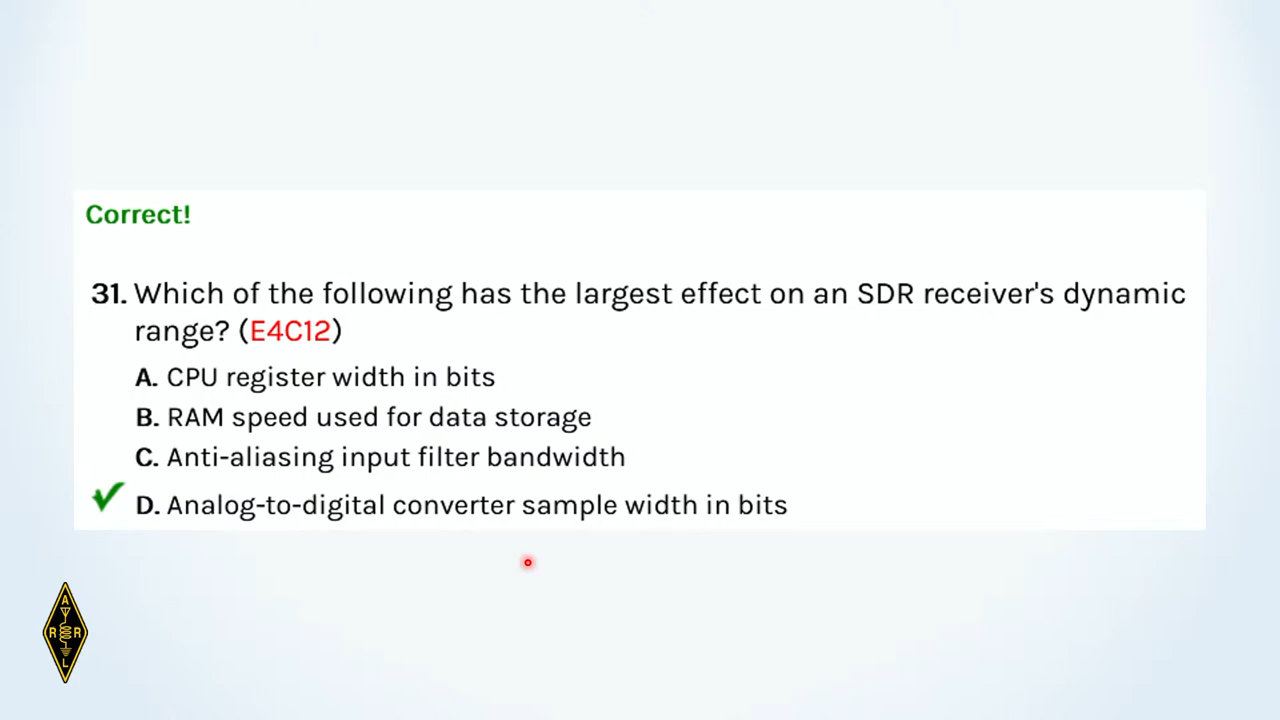 Correct!
31. Which of the following has the largest effect on an SDR receiver's dynamic
range? (E4C12)
A. CPU register width in bits
B. RAM speed used for data storage
C. Anti-aliasing input filter bandwidth
D. Analog-to-digital converter sample width in bits
A
R R
L